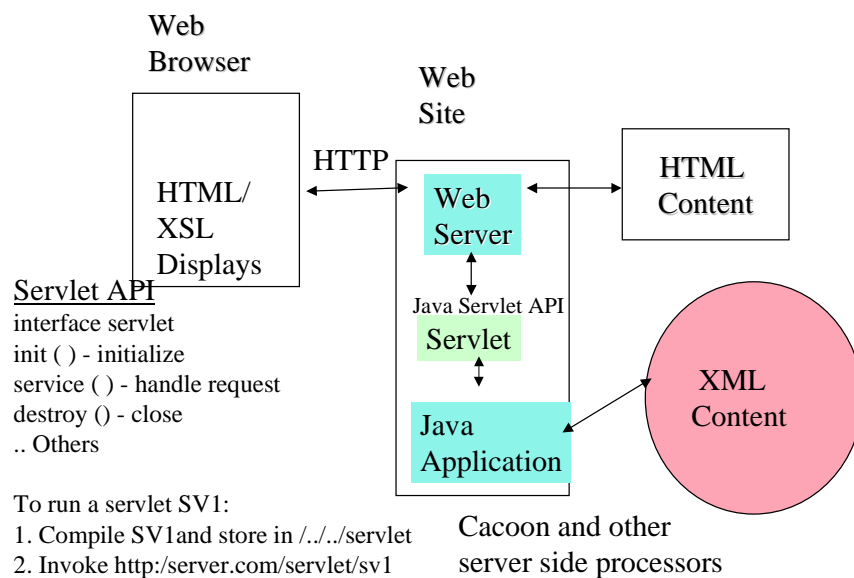 Web
Browser
Web
Site
HTTP
HTML/
XSL
Displays
Web
Server
HTML
Content
Java Servlet API
Servlet
Java
Application
XML
Content
Servlet API
interface servlet
init ( ) - initialize
service ( ) - handle request
destroy () - close
.. Others
To run a servlet SV1:
1. Compile SV1and store in /../../servlet
2. Invoke http:/server.com/servlet/sv1
Cacoon and other
server side processors